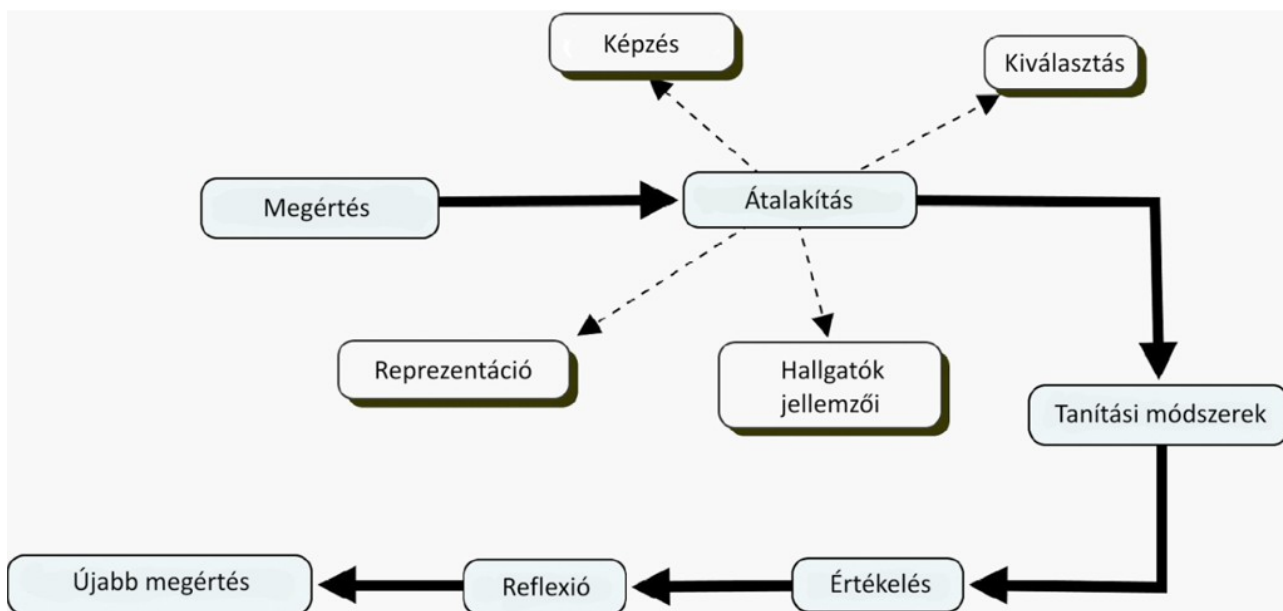 Képzés
Kiválasztás
Megértés
Átalakítás
Reprezentáció
Hallgatók
jellemzői
Tanítási módszerek
Újabb megértés
Reflexió
Értékelés